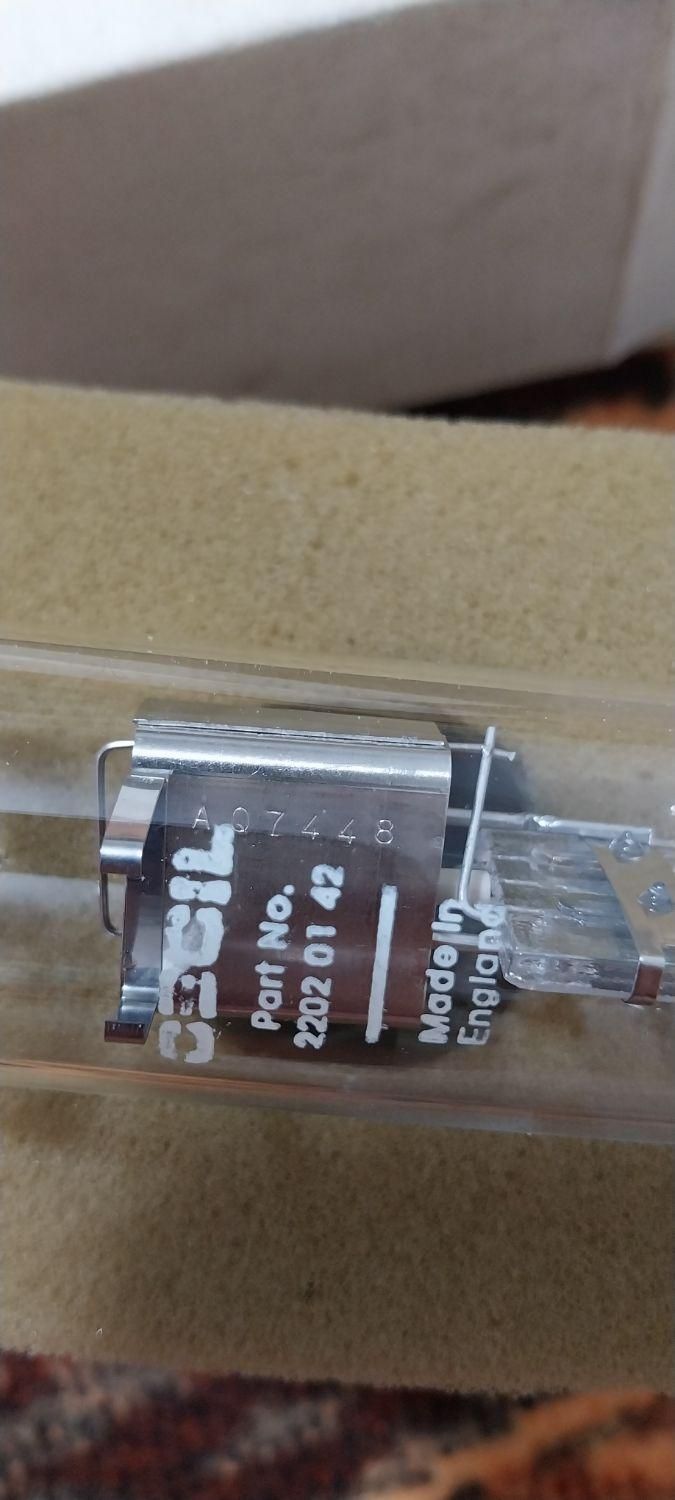 A07448
CECIL
Part No.
2202 01 42
Made in
England